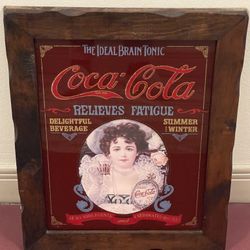 THE IDEAL BRAIN TONIC
Coca-Cola
RELIEVES FATIGUE
DELIGHTFUL SUMMER
BEVERAGE WINTER
Coca-Cola